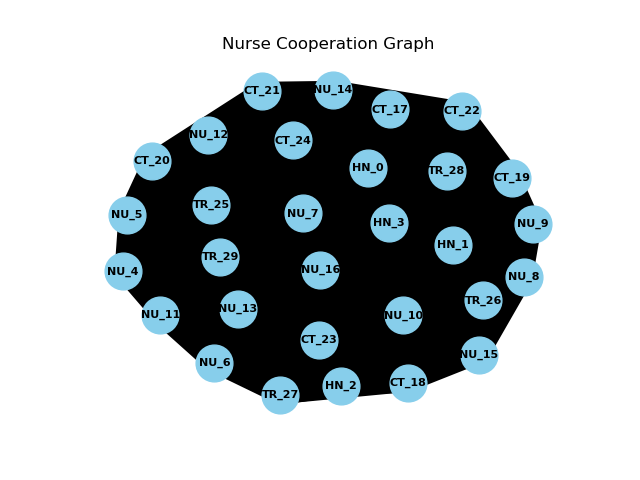 Nurse Cooperation Graph
CT_21
NU_14
CT_17
CT_22
NU_12
CT_24
CT_20
HN_0
TR_28
CT_19
TR_25
NU_7
NU_5
HN_3
NU_9
HN_1
TR_29
NU_16
NU_4
NU_8
TR_26
NU_13
NU_11
NU_10
CT_23
NU_15
NU_6
HN_2
CT_18
TR_27